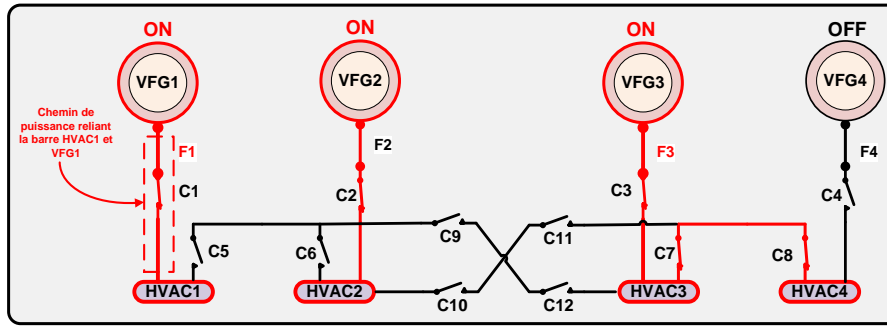 ON
ON
ON
OFF
VFG1
VFG2
VFG3
VFG4
Chemin de
puissance reliant
la barre HVAC1 et
VFG1
F1
F2
F3
F4
C1
C2
C3
C4
C5
C6
C9
C11
C7
C8
C10
C12
HVAC1
HVAC2
HVAC3
HVAC4